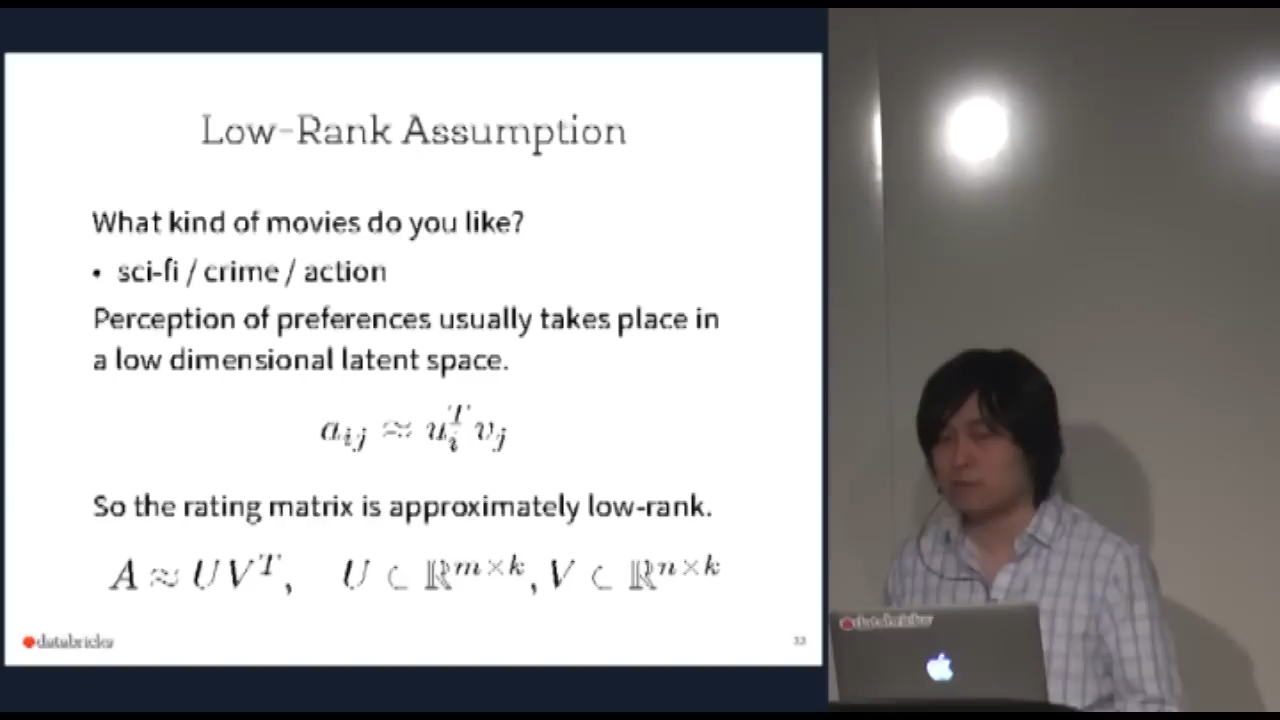 Low-Rank Assumption
What kind of movies do you like?
• sci-fi / crime / action
Perception of preferences usually takes place in
a low dimensional latent space.
a_{ij} ≈ u_i^T v_j
So the rating matrix is approximately low-rank.
A ≈ UV^T, U ⊂ ℝ^{m×k}, V ⊂ ℝ^{n×k}
databricks
33
databricks